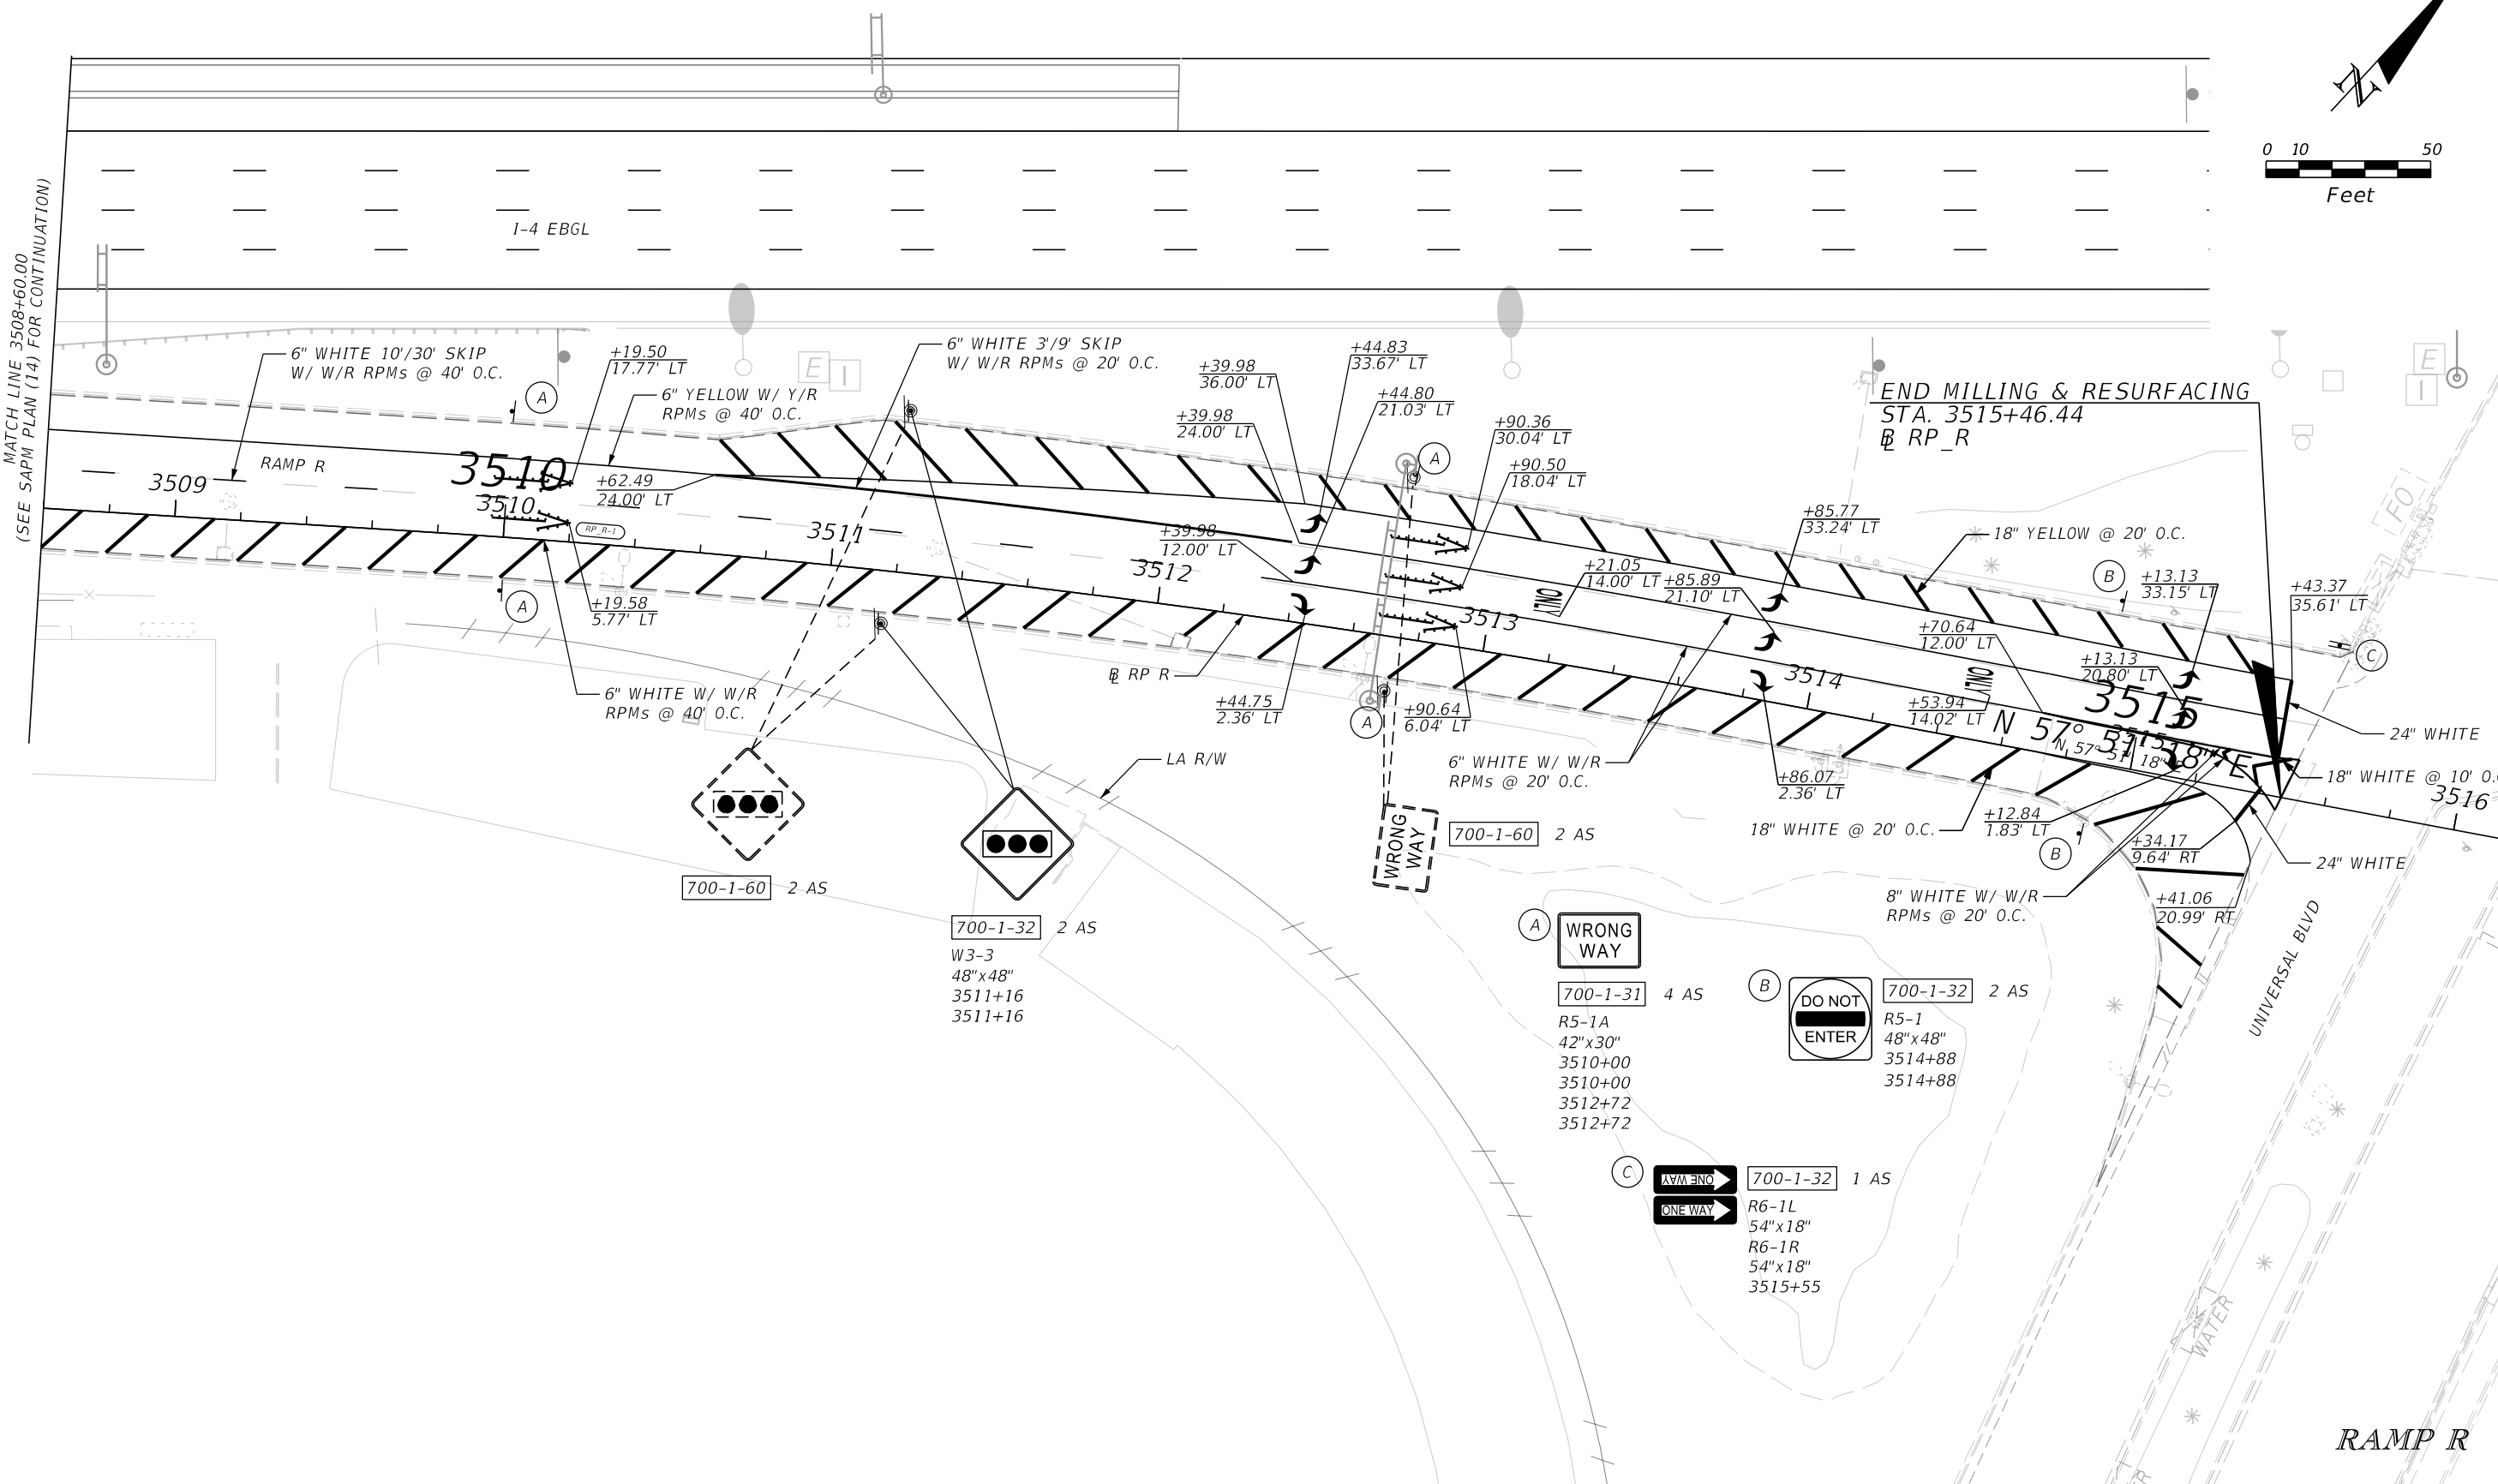 MATCH LINE 3508+60.00
(SEE SAPM PLAN (14) FOR CONTINUATION)
I-4 EBGL
0 10 50
Feet
6" WHITE 10'/30' SKIP
W/ W/R RPMs @ 40' O.C.
+19.50
17.77' LT
6" YELLOW W/ Y/R
RPMs @ 40' O.C.
6" WHITE 3'/9' SKIP
W/ W/R RPMs @ 20' O.C.
+39.98
36.00' LT
+44.83
33.67' LT
+39.98
24.00' LT
+44.80
21.03' LT
+90.36
30.04' LT
+90.50
18.04' LT
END MILLING & RESURFACING
STA. 3515+46.44
BL RP_R
E
I
E
I
FO
A
A
RAMP R
3509
3510
3510
RP_R-1
+62.49
24.00' LT
3511
+39.98
12.00' LT
3512
3513
+21.05
14.00' LT
ONLY
+85.89
21.10' LT
+85.77
33.24' LT
18" YELLOW @ 20' O.C.
B
+13.13
33.15' LT
+43.37
35.61' LT
C
+70.64
12.00' LT
+13.13
20.80' LT
3514
ONLY
+53.94
14.02' LT
3515
3515
N 57° 51' 18" E
N 57° 51' 18" E
24" WHITE
18" WHITE @ 10' O.
3516
A
+19.58
5.77' LT
6" WHITE W/ W/R
RPMs @ 40' O.C.
BL RP R
+44.75
2.36' LT
A
+90.64
6.04' LT
6" WHITE W/ W/R
RPMs @ 20' O.C.
+86.07
2.36' LT
18" WHITE @ 20' O.C.
+12.84
1.83' LT
B
+34.17
9.64' RT
24" WHITE
8" WHITE W/ W/R
RPMs @ 20' O.C.
+41.06
20.99' RT
LA R/W
UNIVERSAL BLVD
700-1-60 2 AS
700-1-32 2 AS
W3-3
48"x48"
3511+16
3511+16
WRONG
WAY
700-1-60 2 AS
A
WRONG
WAY
700-1-31 4 AS
R5-1A
42"x30"
3510+00
3510+00
3512+72
3512+72
B
DO NOT
ENTER
700-1-32 2 AS
R5-1
48"x48"
3514+88
3514+88
C
ONE WAY
ONE WAY
700-1-32 1 AS
R6-1L
54"x18"
R6-1R
54"x18"
3515+55
WATER
RAMP R